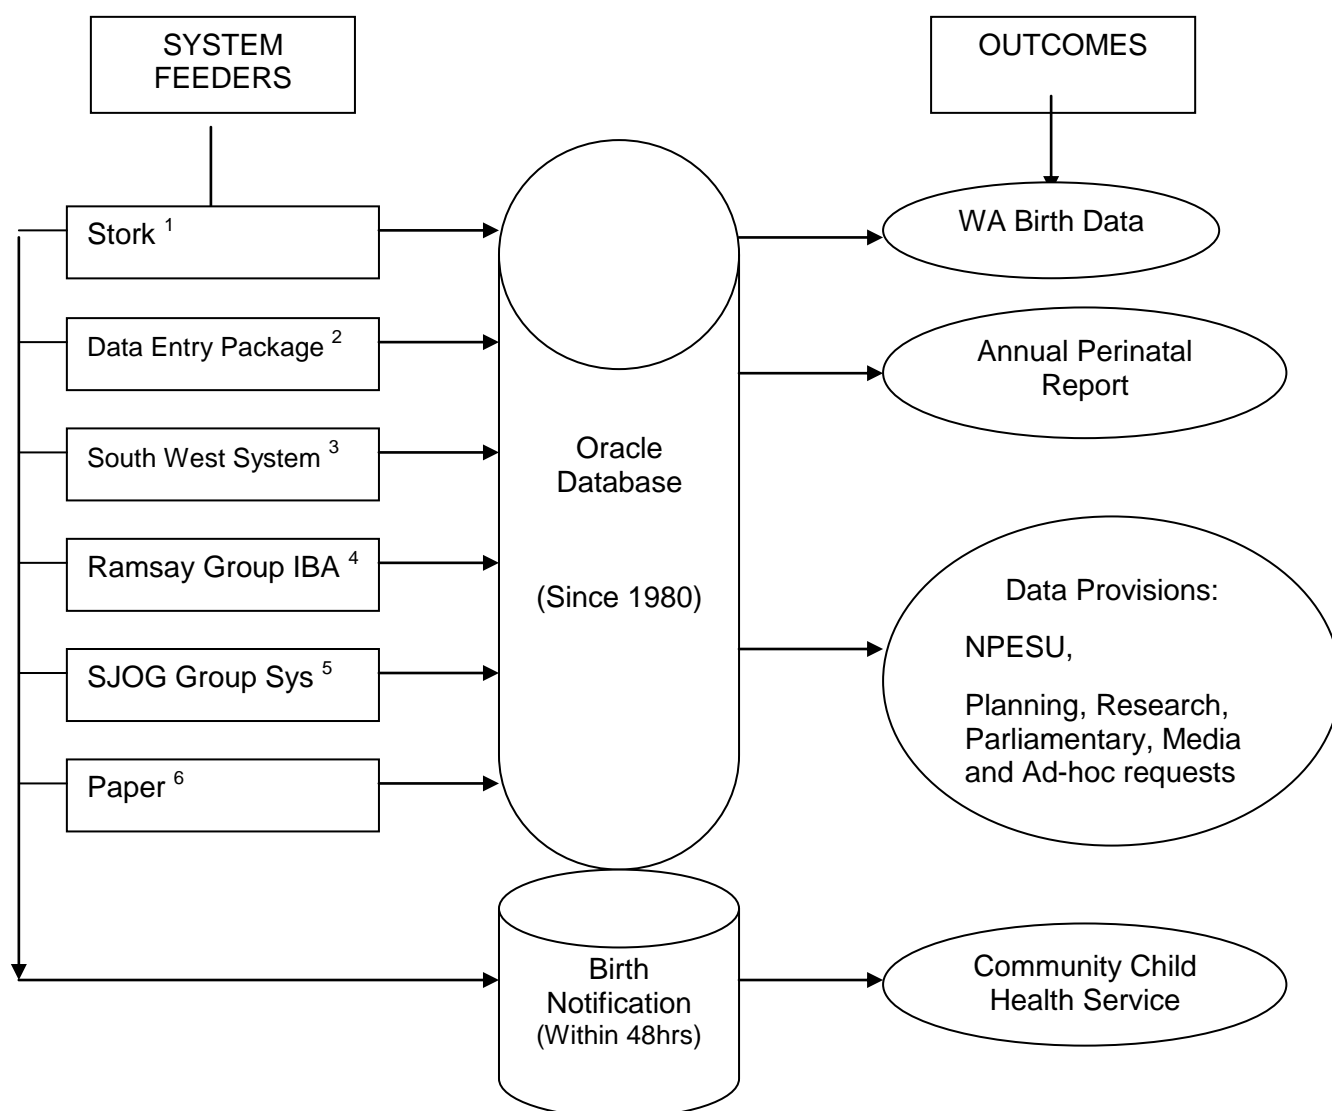 SYSTEM
FEEDERS
OUTCOMES
Stork 1
Data Entry Package 2
South West System 3
Ramsay Group IBA 4
SJOG Group Sys 5
Paper 6
Oracle
Database
(Since 1980)
Birth
Notification
(Within 48hrs)
WA Birth Data
Annual Perinatal
Report
Data Provisions:
NPESU,
Planning, Research,
Parliamentary, Media
and Ad-hoc requests
Community Child
Health Service